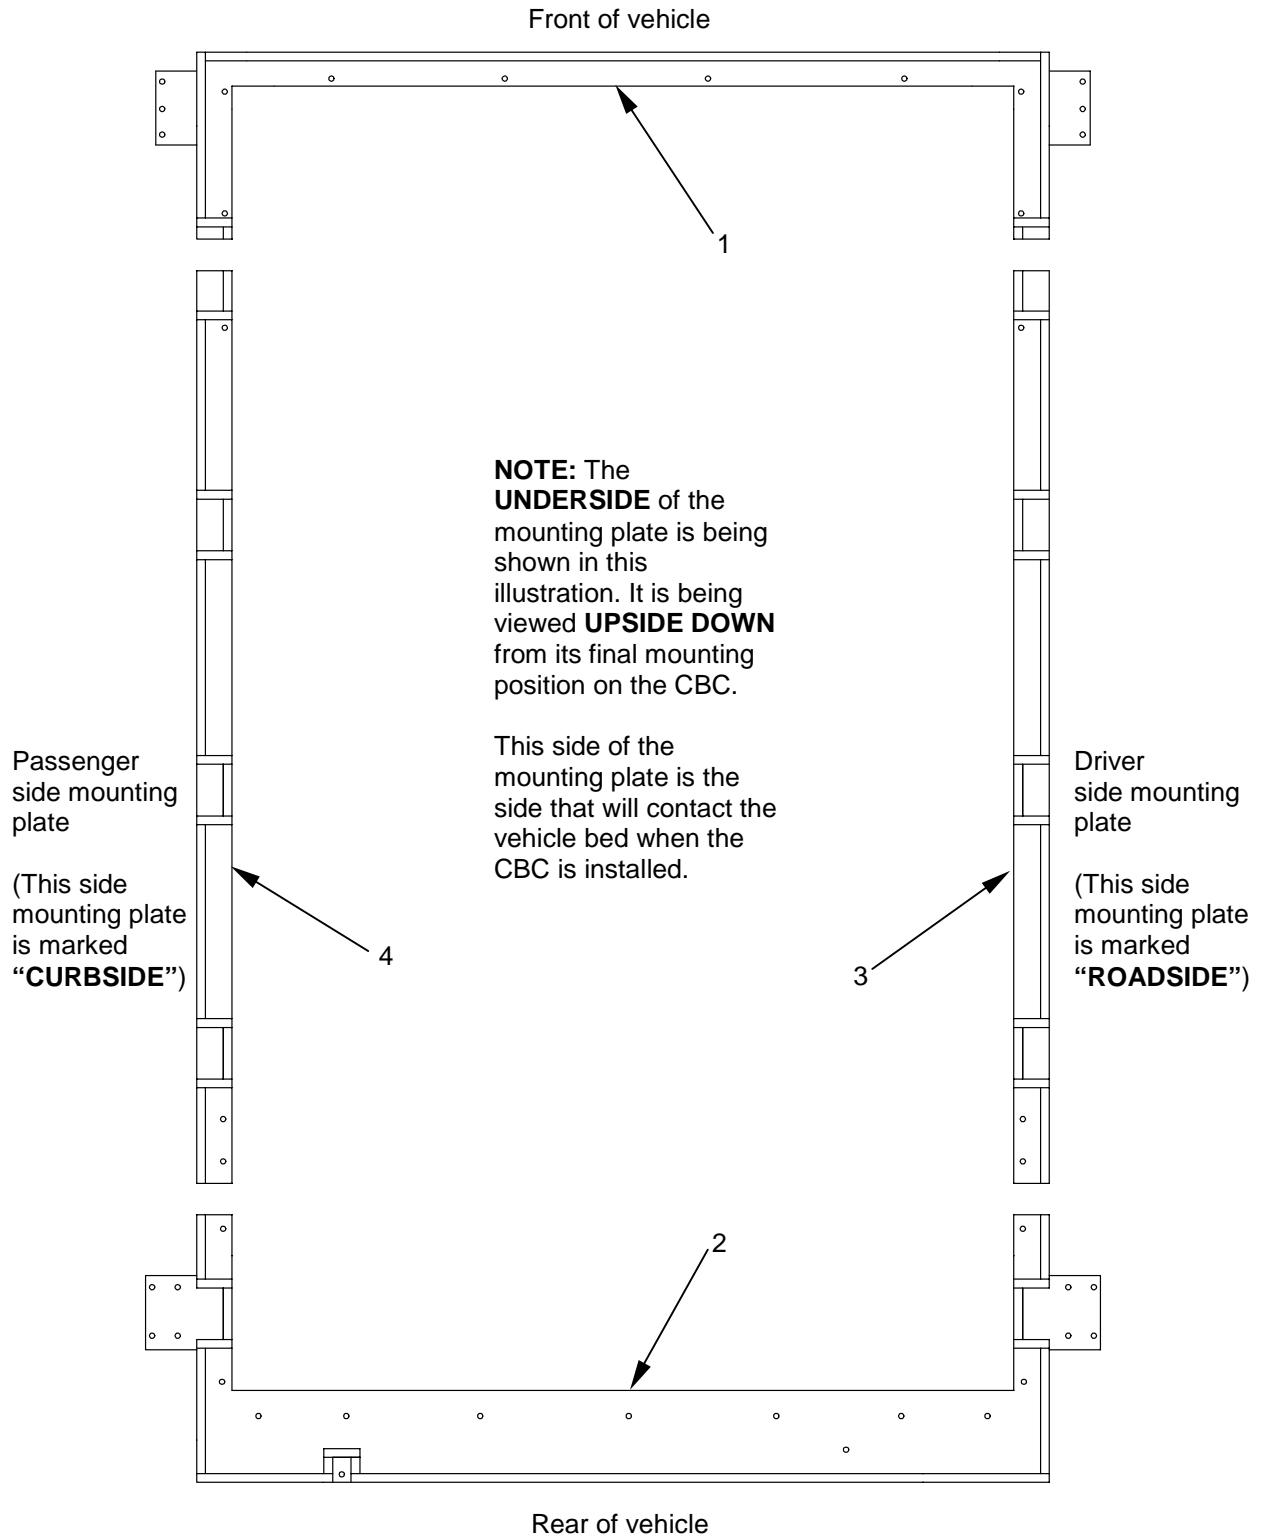 Front of vehicle
1
NOTE: The
UNDERSIDE of the
mounting plate is being
shown in this
illustration. It is being
viewed UPSIDE DOWN
from its final mounting
position on the CBC.
This side of the
mounting plate is the
side that will contact the
vehicle bed when the
CBC is installed.
Passenger
side mounting
plate
(This side
mounting plate
is marked
“CURBSIDE”)
4
3
Driver
side mounting
plate
(This side
mounting plate
is marked
“ROADSIDE”)
2
Rear of vehicle